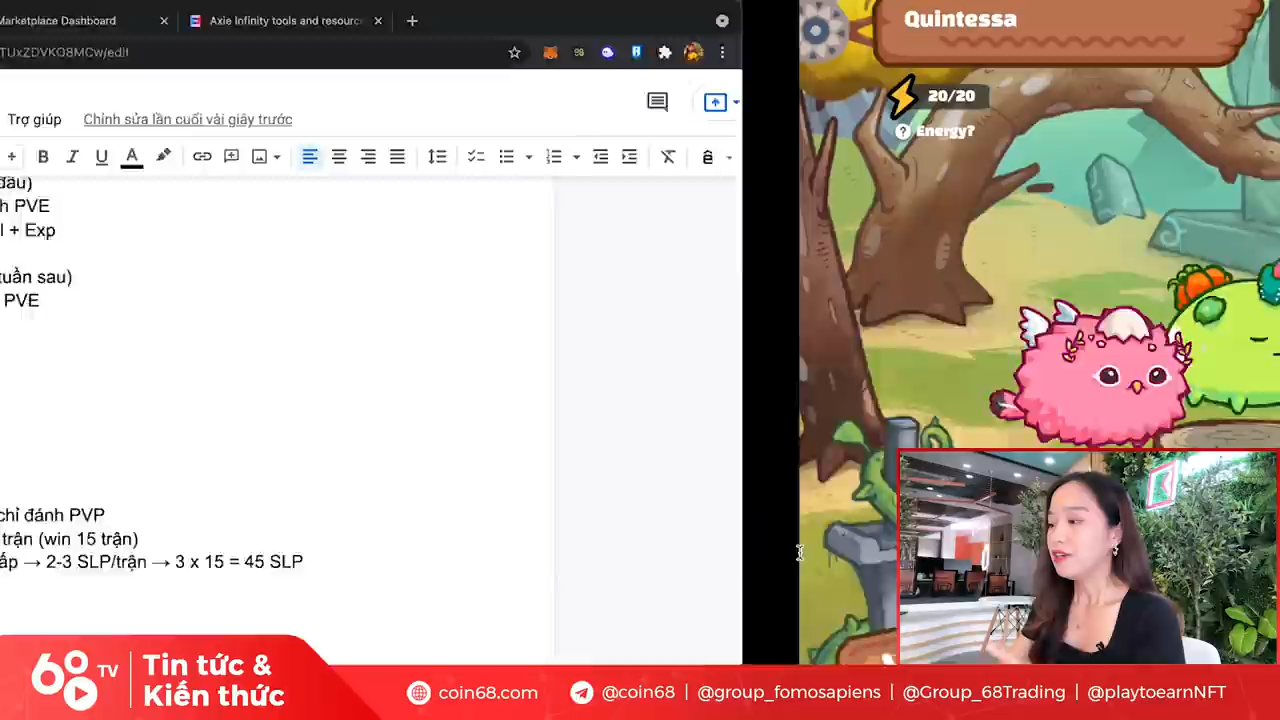 Marketplace Dashboard
Axie Infinity tools and resourc
TUxZDVKQ8MCw/edit
Trợ giúp
Chỉnh sửa lần cuối vài giây trước
đầu)
h PVE
l + Exp
tuần sau)
PVE
chỉ đánh PVP
trận (win 15 trận)
ấp → 2-3 SLP/trận → 3 x 15 = 45 SLP
Quintessa
20/20
Energy?
68 TV
Tin tức &
Kiến thức
coin68.com
@coin68 | @group_fomosapiens | @Group_68Trading | @playtoearnNFT